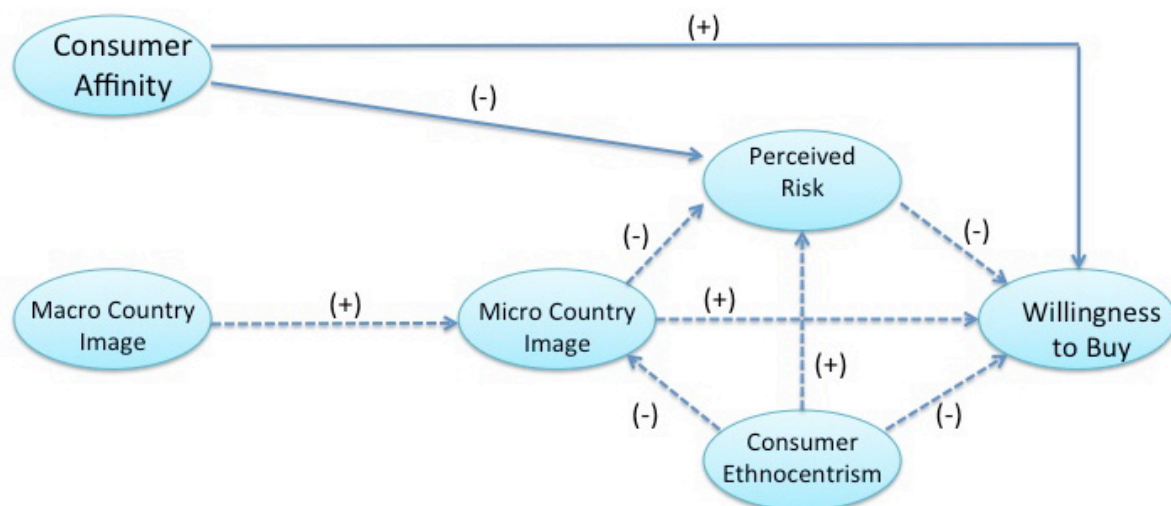 (+)
Consumer
Affinity
(-)
Perceived
Risk
(-)
(-)
Macro Country
Image
(+)
Micro Country
Image
(+)
Willingness
to Buy
(+)
(-)
(-)
Consumer
Ethnocentrism